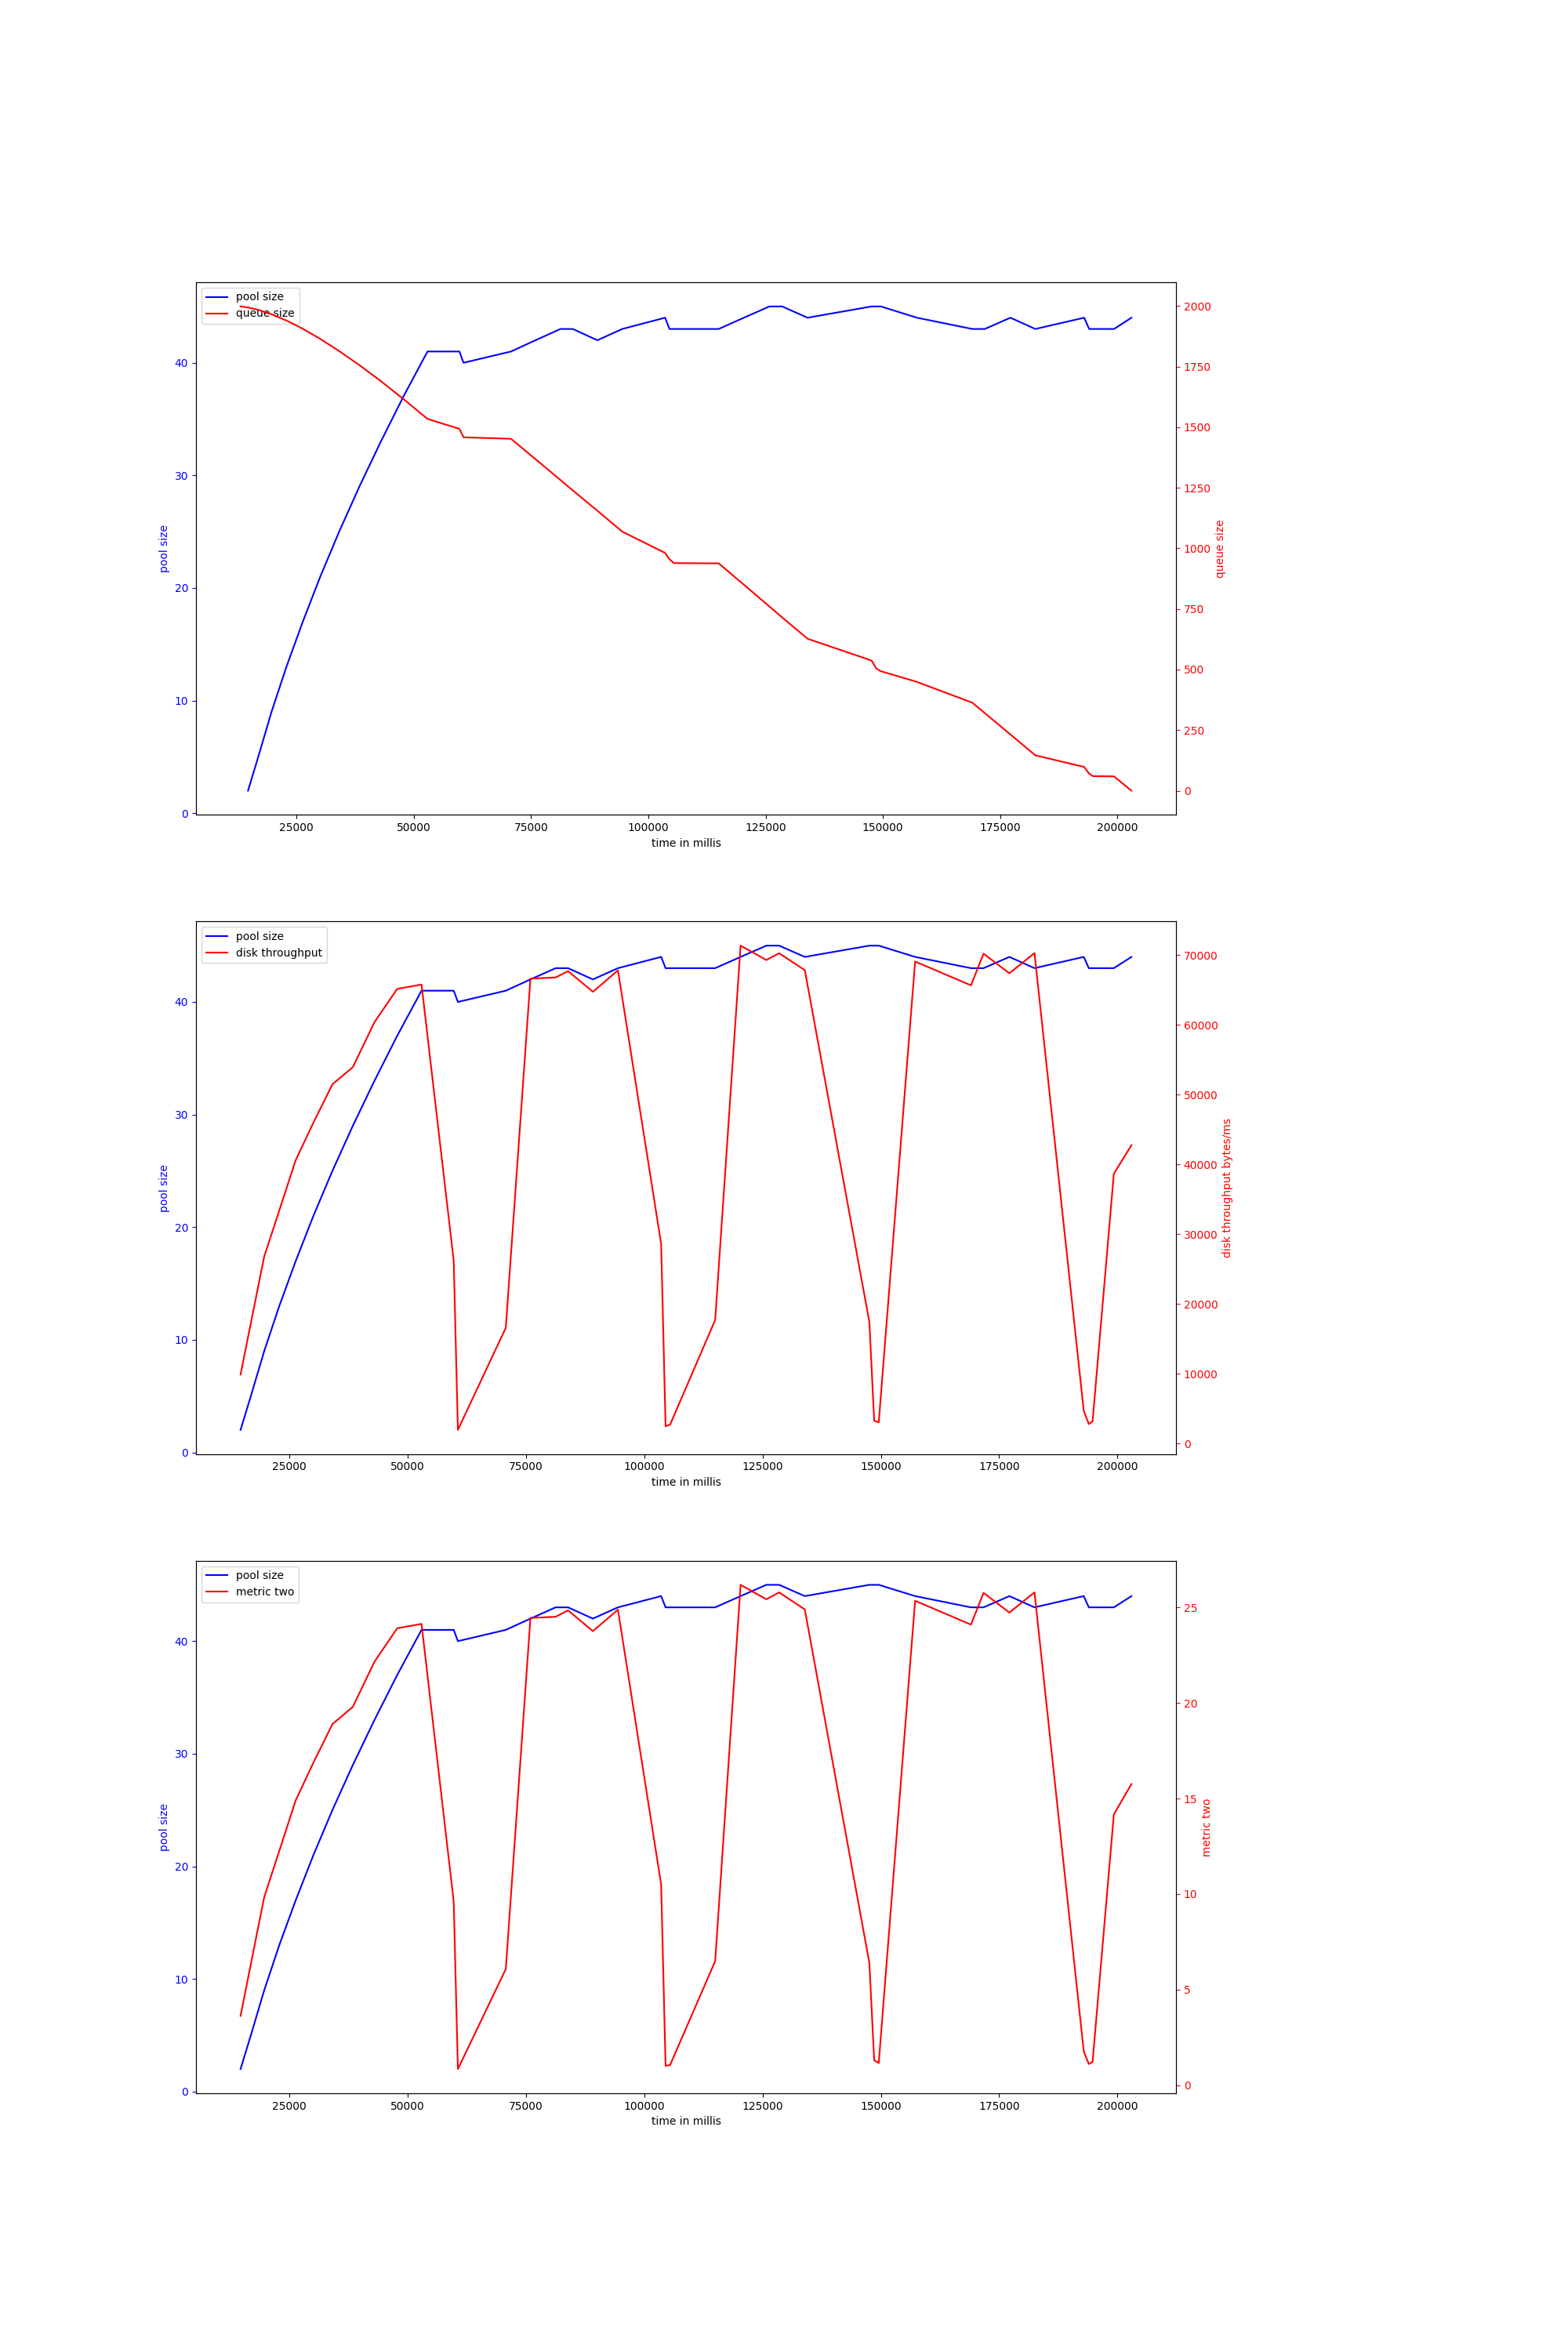 pool size
queue size
2000
40
1750
1500
30
1250
pool size
1000
queue size
20
750
500
10
250
0
0
25000 50000 75000 100000 125000 150000 175000 200000
time in millis
pool size
disk throughput
70000
40
60000
50000
30
40000
pool size
disk throughput bytes/ms
20
30000
20000
10
10000
0
0
25000 50000 75000 100000 125000 150000 175000 200000
time in millis
pool size
metric two
25
40
20
30
15
pool size
metric two
20
10
10
5
0
0
25000 50000 75000 100000 125000 150000 175000 200000
time in millis